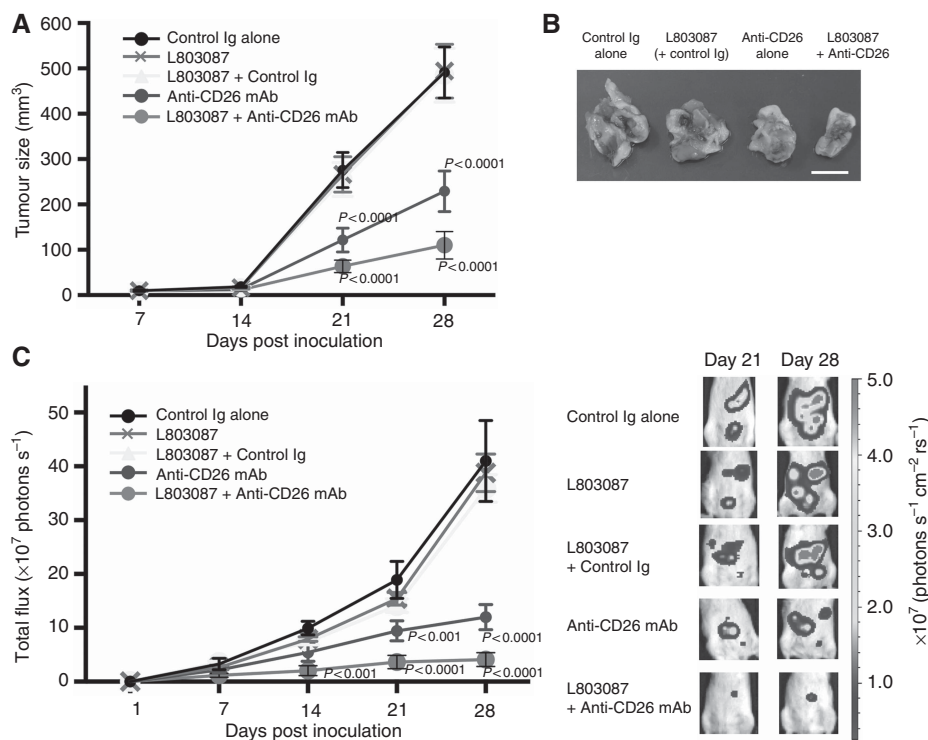 A
Tumour size (mm³)
600
500
400
300
200
100
0
Control Ig alone
L803087
L803087 + Control Ig
Anti-CD26 mAb
L803087 + Anti-CD26 mAb
P<0.0001
P<0.0001
P<0.0001
P<0.0001
7 14 21 28
Days post inoculation
B
Control Ig alone
L803087 (+ control Ig)
Anti-CD26 alone
L803087 + Anti-CD26
C
Total flux (×10⁷ photons s⁻¹)
50
40
30
20
10
0
Control Ig alone
L803087
L803087 + Control Ig
Anti-CD26 mAb
L803087 + Anti-CD26 mAb
P<0.001
P<0.0001
P<0.001
P<0.0001
P<0.0001
1 7 14 21 28
Days post inoculation
Day 21 Day 28
Control Ig alone
L803087
L803087
+ Control Ig
Anti-CD26 mAb
L803087
+ Anti-CD26 mAb
5.0
4.0
3.0
2.0
1.0
×10⁷ (photons s⁻¹ cm⁻² rs⁻¹)